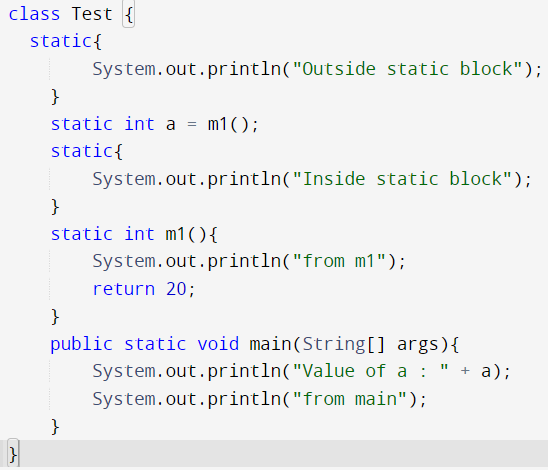 class Test {
  static{
        System.out.println("Outside static block");
    }
    static int a = m1();
    static{
        System.out.println("Inside static block");
    }
    static int m1(){
        System.out.println("from m1");
        return 20;
    }
    public static void main(String[] args){
        System.out.println("Value of a : " + a);
        System.out.println("from main");
    }
}